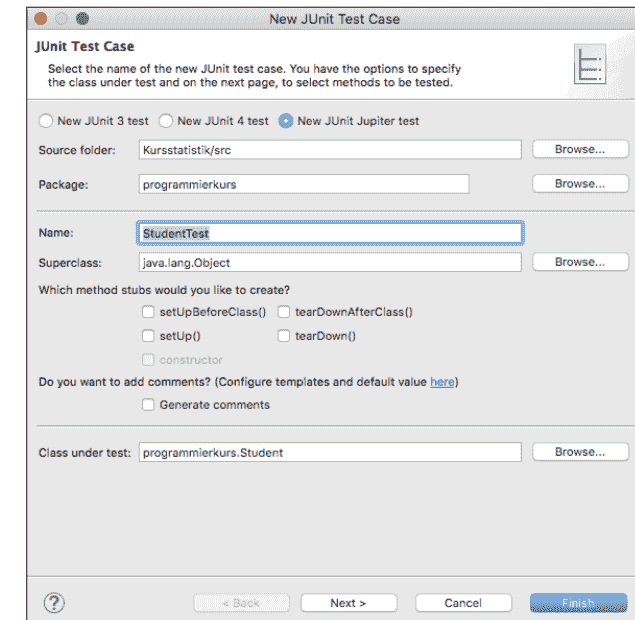 New JUnit Test Case
JUnit Test Case
Select the name of the new JUnit test case. You have the options to specify
the class under test and on the next page, to select methods to be tested.
New JUnit 3 test New JUnit 4 test New JUnit Jupiter test
Source folder: Kursstatistik/src Browse...
Package: programmierkurs Browse...
Name: StudentTest
Superclass: java.lang.Object Browse...
Which method stubs would you like to create?
setUpBeforeClass() tearDownAfterClass()
setUp() tearDown()
constructor
Do you want to add comments? (Configure templates and default value here)
Generate comments
Class under test: programmierkurs.Student Browse...
? < Back Next > Cancel Finish